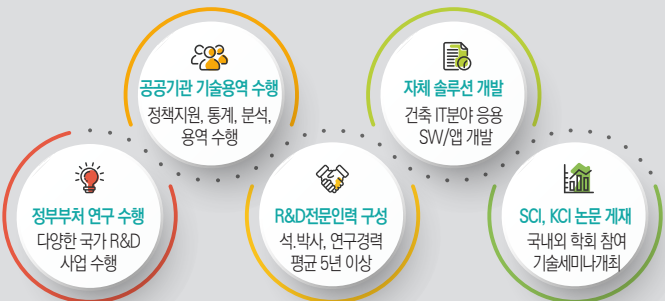 정부부처 연구 수행
다양한 국가 R&D
사업 수행
공공기관 기술용역 수행
정책지원, 통계, 분석,
용역 수행
R&D전문인력 구성
석.박사, 연구경력
평균 5년 이상
자체 솔루션 개발
건축 IT분야 응용
SW/앱 개발
SCI, KCI 논문 게재
국내외 학회 참여
기술세미나개최